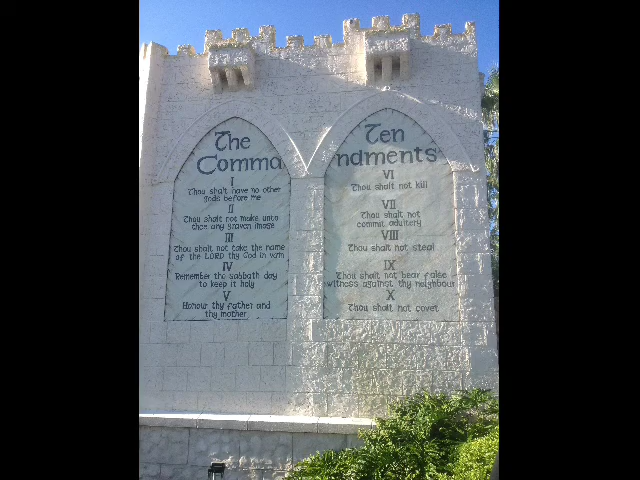 The
Comma
I
Thou shalt have no other
gods before me
II
Thou shalt not make unto
thee any graven image
III
Thou shalt not take the name
of the LORD thy God in vain
IV
Remember the sabbath day
to keep it holy
V
Honour thy father and
thy mother
Ten
ndments
VI
Thou shalt not kill
VII
Thou shalt not
commit adultery
VIII
Thou shalt not steal
IX
Thou shalt not bear false
witness against thy neighbour
X
Thou shalt not covet